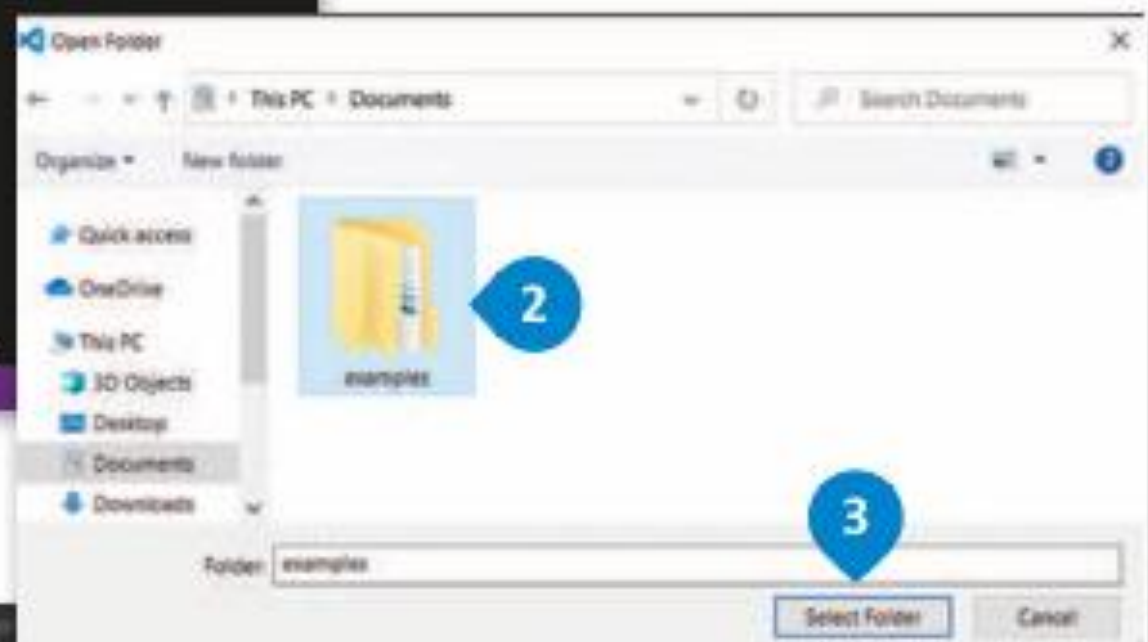 Open Folder
This PC Documents
Search Documents
Organize
New folder
Quick access
OneDrive
This PC
3D Objects
Desktop
Documents
Downloads
examples
2
3
Folder: examples
Select Folder
Cancel